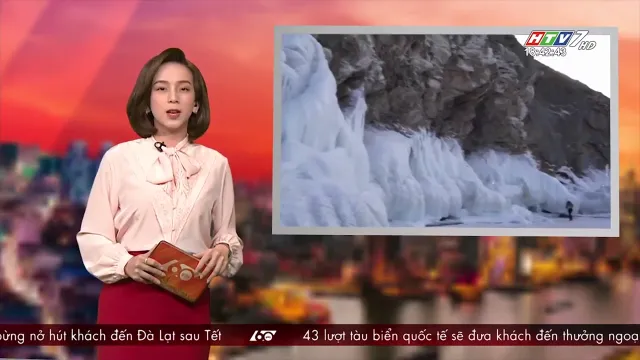 HTV7 HD
18:42:43
ừng nở hút khách đến Đà Lạt sau Tết 60 43 lượt tàu biển quốc tế sẽ đưa khách đến thưởng ngoạ